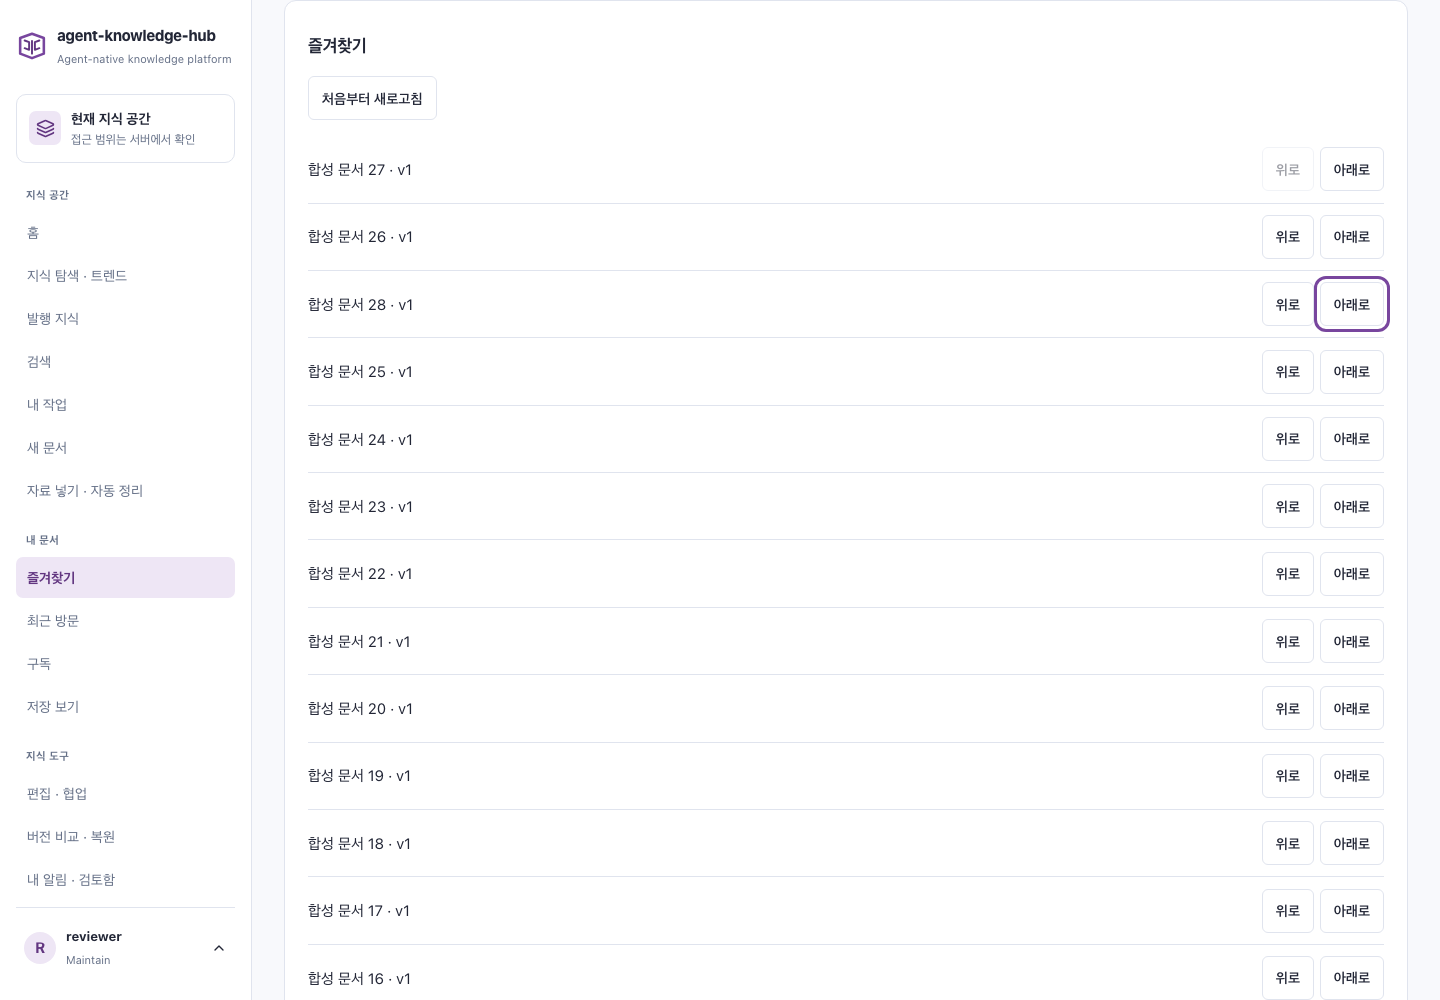 agent-knowledge-hub
Agent-native knowledge platform
현재 지식 공간
접근 범위는 서버에서 확인
지식 공간
홈
지식 탐색 · 트렌드
발행 지식
검색
내 작업
새 문서
자료 넣기 · 자동 정리
내 문서
즐겨찾기
최근 방문
구독
저장 보기
지식 도구
편집 · 협업
버전 비교 · 복원
내 알림 · 검토함
R
reviewer
Maintain
즐겨찾기
처음부터 새로고침
합성 문서 27 · v1 위로 아래로
합성 문서 26 · v1 위로 아래로
합성 문서 28 · v1 위로 아래로
합성 문서 25 · v1 위로 아래로
합성 문서 24 · v1 위로 아래로
합성 문서 23 · v1 위로 아래로
합성 문서 22 · v1 위로 아래로
합성 문서 21 · v1 위로 아래로
합성 문서 20 · v1 위로 아래로
합성 문서 19 · v1 위로 아래로
합성 문서 18 · v1 위로 아래로
합성 문서 17 · v1 위로 아래로
합성 문서 16 · v1 위로 아래로